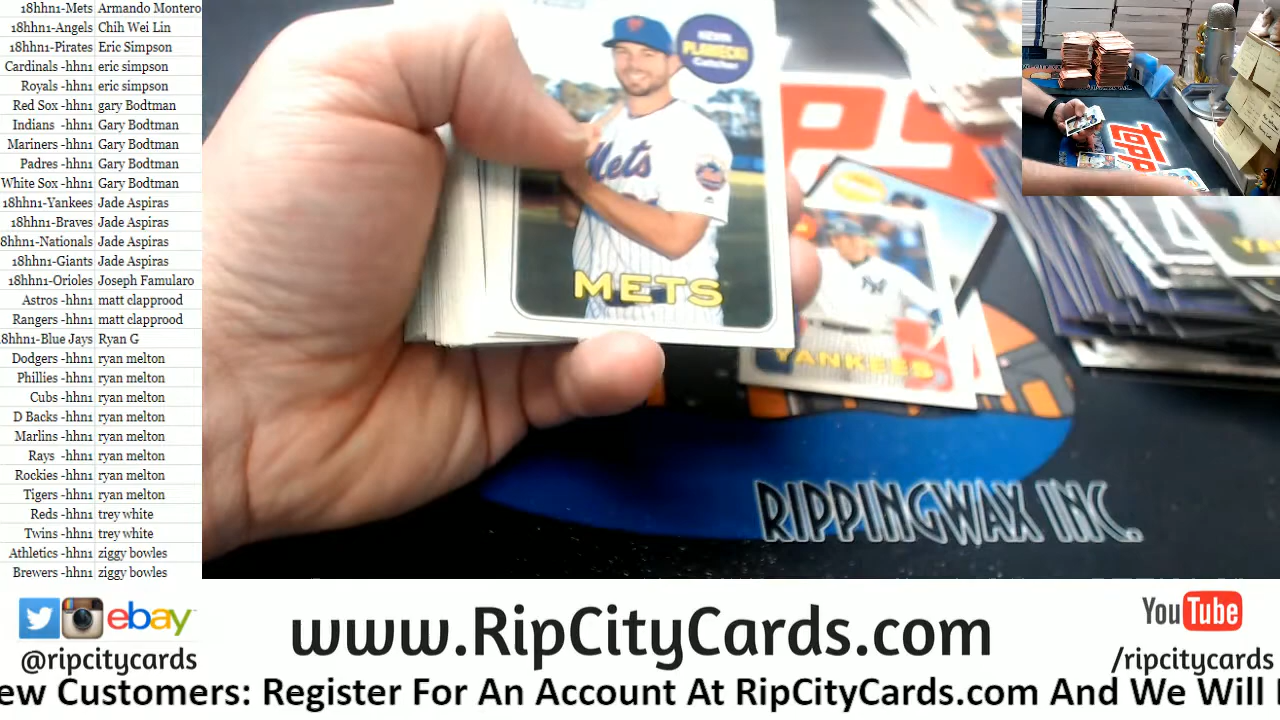 18hhn1-Mets Armando Montero
18hhn1-Angels Chih Wei Lin
18hhn1-Pirates Eric Simpson
Cardinals -hhn1 eric simpson
Royals -hhn1 eric simpson
Red Sox -hhn1 gary Bodtman
Indians -hhn1 Gary Bodtman
Mariners -hhn1 Gary Bodtman
Padres -hhn1 Gary Bodtman
White Sox -hhn1 Gary Bodtman
18hhn1-Yankees Jade Aspiras
18hhn1-Braves Jade Aspiras
8hhn1-Nationals Jade Aspiras
18hhn1-Giants Jade Aspiras
18hhn1-Orioles Joseph Famularo
Astros -hhn1 matt clapprood
Rangers -hhn1 matt clapprood
8hhn1-Blue Jays Ryan G
Dodgers -hhn1 ryan melton
Phillies -hhn1 ryan melton
Cubs -hhn1 ryan melton
D Backs -hhn1 ryan melton
Marlins -hhn1 ryan melton
Rays -hhn1 ryan melton
Rockies -hhn1 ryan melton
Tigers -hhn1 ryan melton
Reds -hhn1 trey white
Twins -hhn1 trey white
Athletics -hhn1 ziggy bowles
Brewers -hhn1 ziggy bowles
KEVIN
PLAWECKI
Catcher
Mets
METS
YANKEES
RIPPINGWAX INC.
topps
ebay
@ripcitycards
www.RipCityCards.com
YouTube
/ripcitycards
ew Customers: Register For An Account At RipCityCards.com And We Will